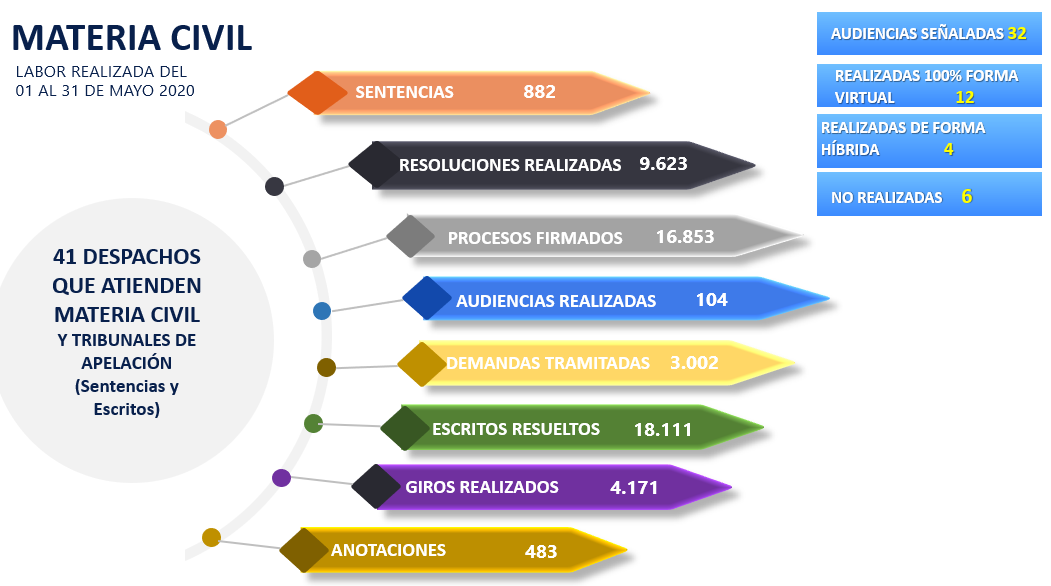 MATERIA CIVIL
LABOR REALIZADA DEL
01 AL 31 DE MAYO 2020
AUDIENCIAS SEÑALADAS 32
REALIZADAS 100% FORMA
VIRTUAL 12
REALIZADAS DE FORMA
HÍBRIDA 4
NO REALIZADAS 6
41 DESPACHOS
QUE ATIENDEN
MATERIA CIVIL
Y TRIBUNALES DE
APELACIÓN
(Sentencias y
Escritos)
SENTENCIAS 882
RESOLUCIONES REALIZADAS 9.623
PROCESOS FIRMADOS 16.853
AUDIENCIAS REALIZADAS 104
DEMANDAS TRAMITADAS 3.002
ESCRITOS RESUELTOS 18.111
GIROS REALIZADOS 4.171
ANOTACIONES 483